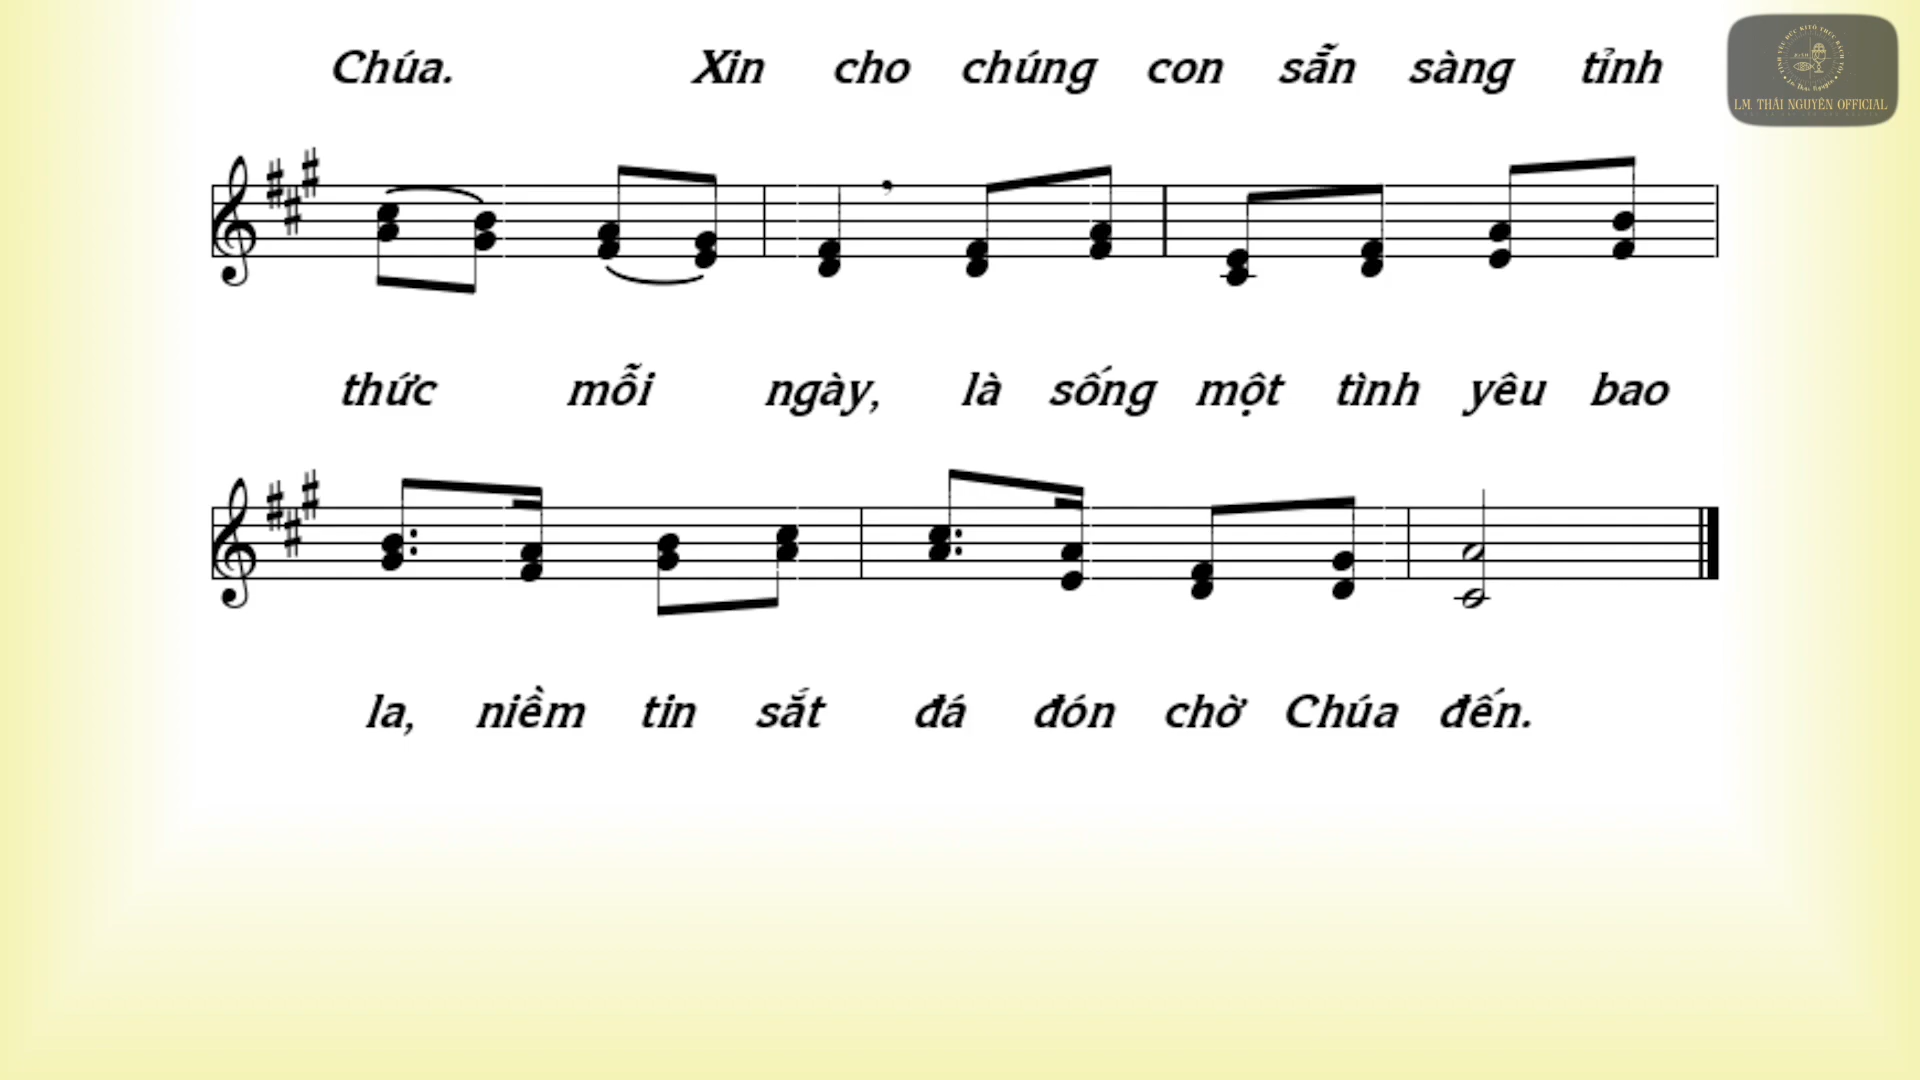 Chúa. Xin cho chúng con sẵn sàng tỉnh
LM. THÁI NGUYÊN OFFICIAL
thức mỗi ngày, là sống một tình yêu bao
la, niềm tin sắt đá đón chờ Chúa đến.